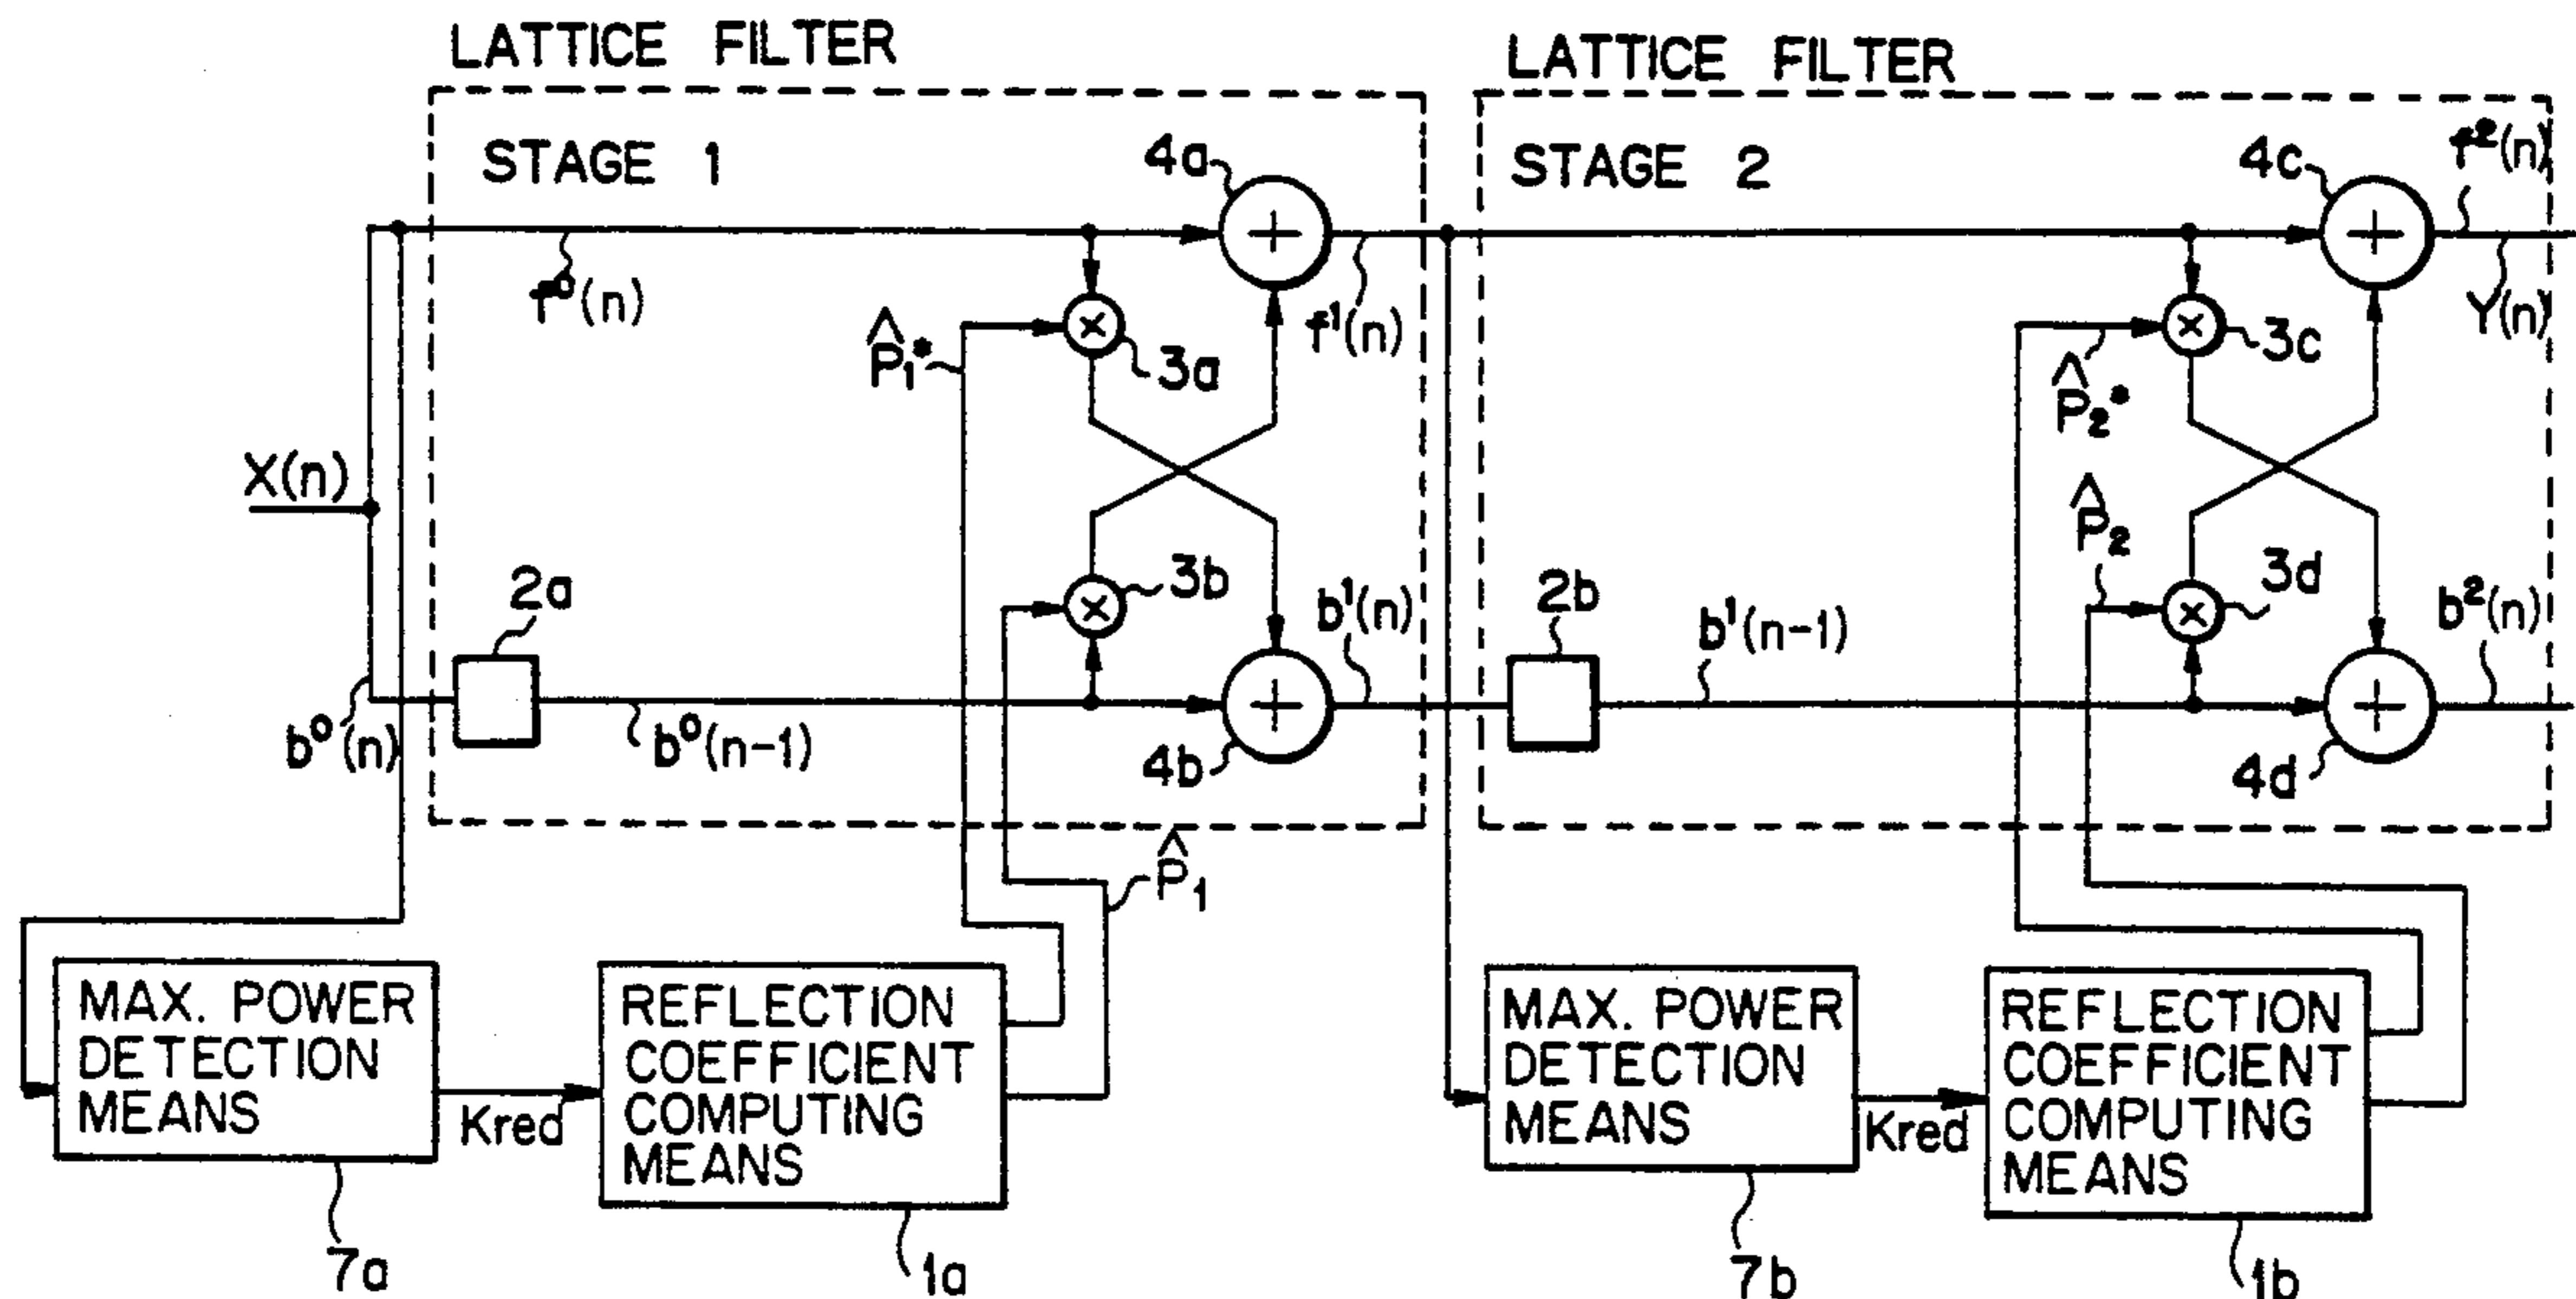 LATTICE FILTER
LATTICE FILTER
STAGE 1
4a
STAGE 2
4c
f²(n)
f⁰(n)
P̂₁*
3a
f¹(n)
3c
Y(n)
P̂₂*
X(n)
P̂₂
2a
3b
b¹(n)
2b
b¹(n-1)
3d
b²(n)
b⁰(n)
b⁰(n-1)
4b
4d
P̂₁
MAX. POWER
DETECTION
MEANS
Kred
REFLECTION
COEFFICIENT
COMPUTING
MEANS
MAX. POWER
DETECTION
MEANS
Kred
REFLECTION
COEFFICIENT
COMPUTING
MEANS
7a
1a
7b
1b